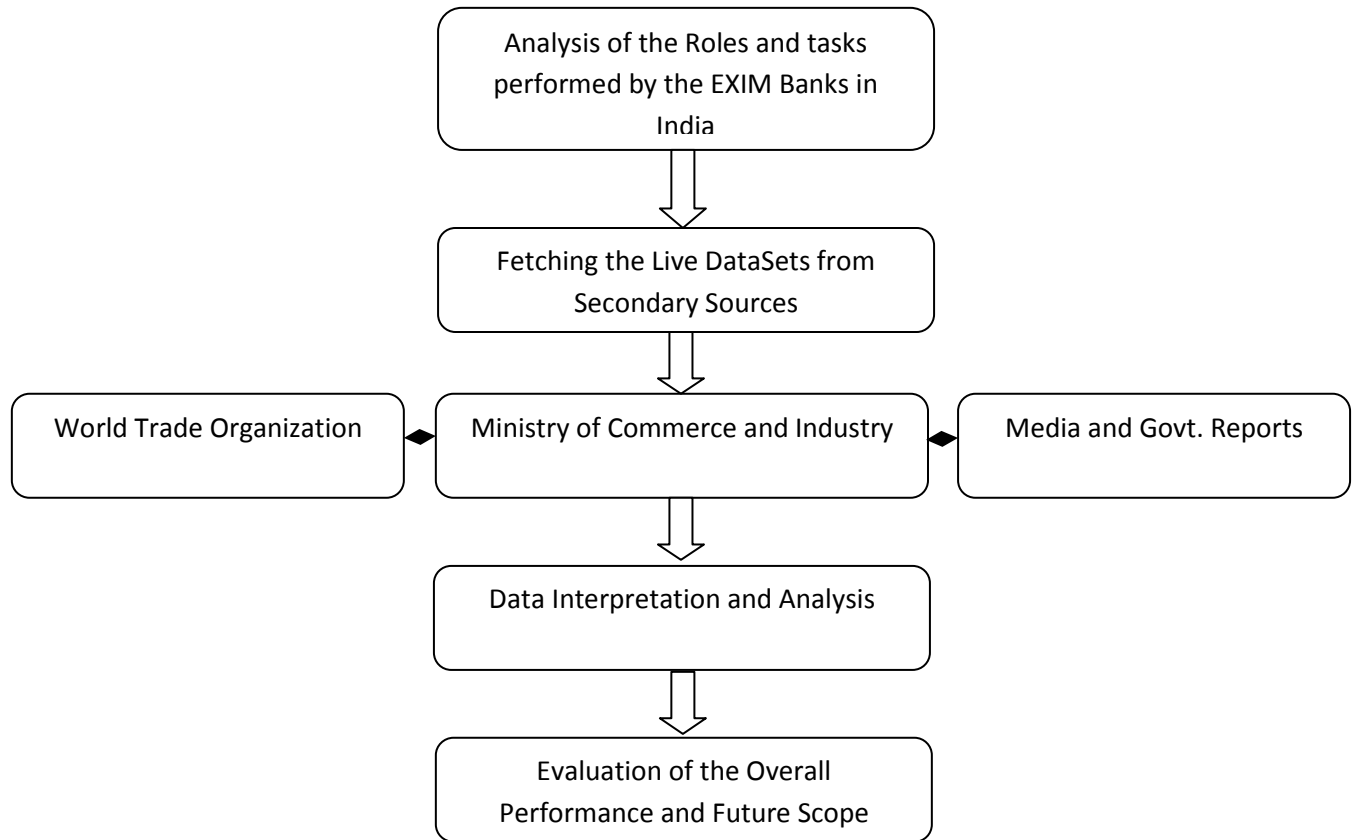 Analysis of the Roles and tasks
performed by the EXIM Banks in
India
Fetching the Live DataSets from
Secondary Sources
World Trade Organization
Ministry of Commerce and Industry
Media and Govt. Reports
Data Interpretation and Analysis
Evaluation of the Overall
Performance and Future Scope